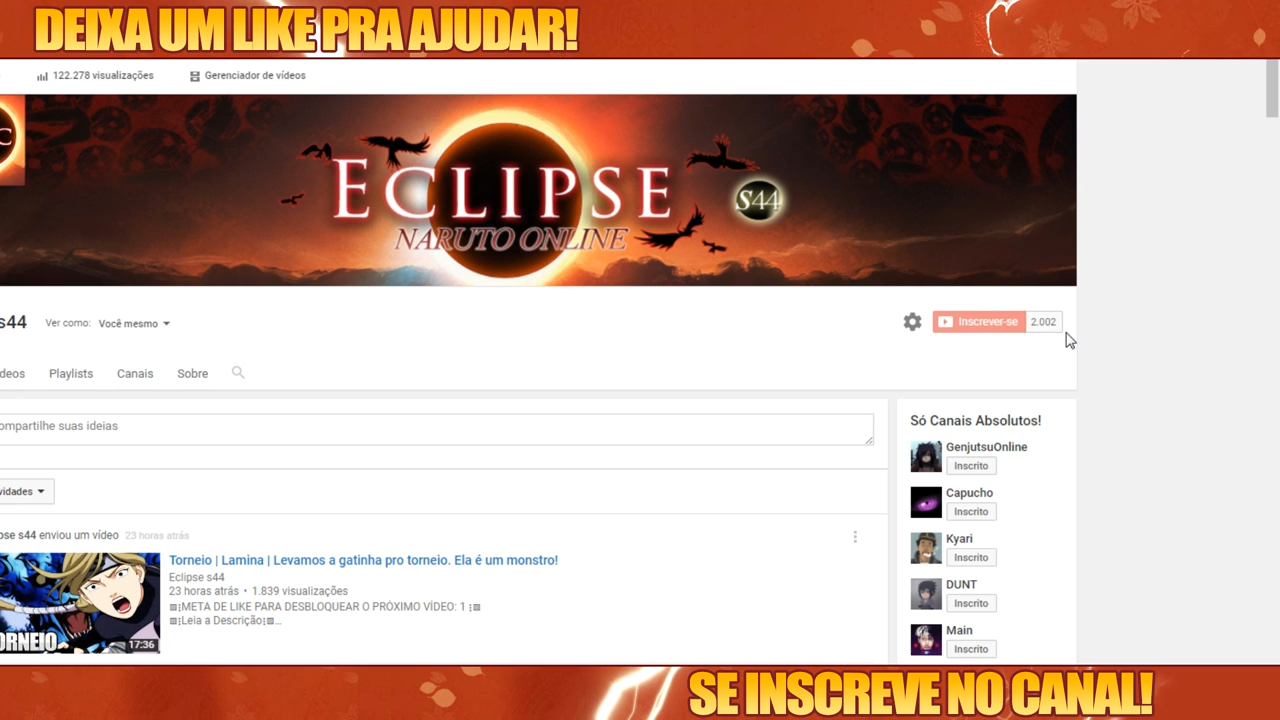 DEIXA UM LIKE PRA AJUDAR!
122.278 visualizações
Gerenciador de vídeos
C
ECLIPSE
S44
NARUTO ONLINE
s44
Ver como: Você mesmo
Inscrever-se 2.002
deos
Playlists
Canais
Sobre
ompartilhe suas ideias
vidades
Só Canais Absolutos!
GenjutsuOnline
Inscrito
Capucho
Inscrito
Kyari
Inscrito
DUNT
Inscrito
Main
Inscrito
pse s44 enviou um vídeo 23 horas atrás
Torneio | Lamina | Levamos a gatinha pro torneio. Ela é um monstro!
Eclipse s44
23 horas atrás • 1.839 visualizações
META DE LIKE PARA DESBLOQUEAR O PRÓXIMO VÍDEO: 1
Leia a Descrição ...
ORNEIO
17:36
SE INSCREVE NO CANAL!